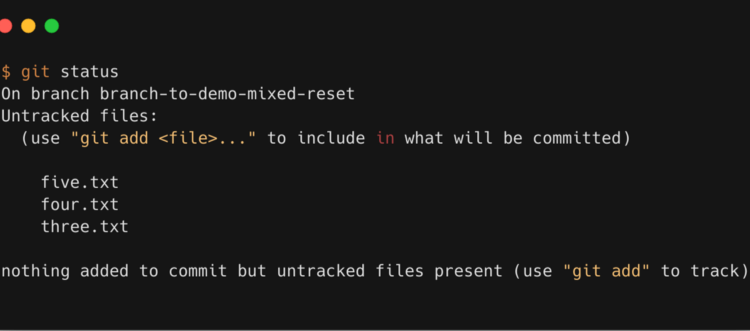 $ git status
On branch branch-to-demo-mixed-reset
Untracked files:
(use "git add <file>..." to include in what will be committed)
five.txt
four.txt
three.txt
nothing added to commit but untracked files present (use "git add" to track)